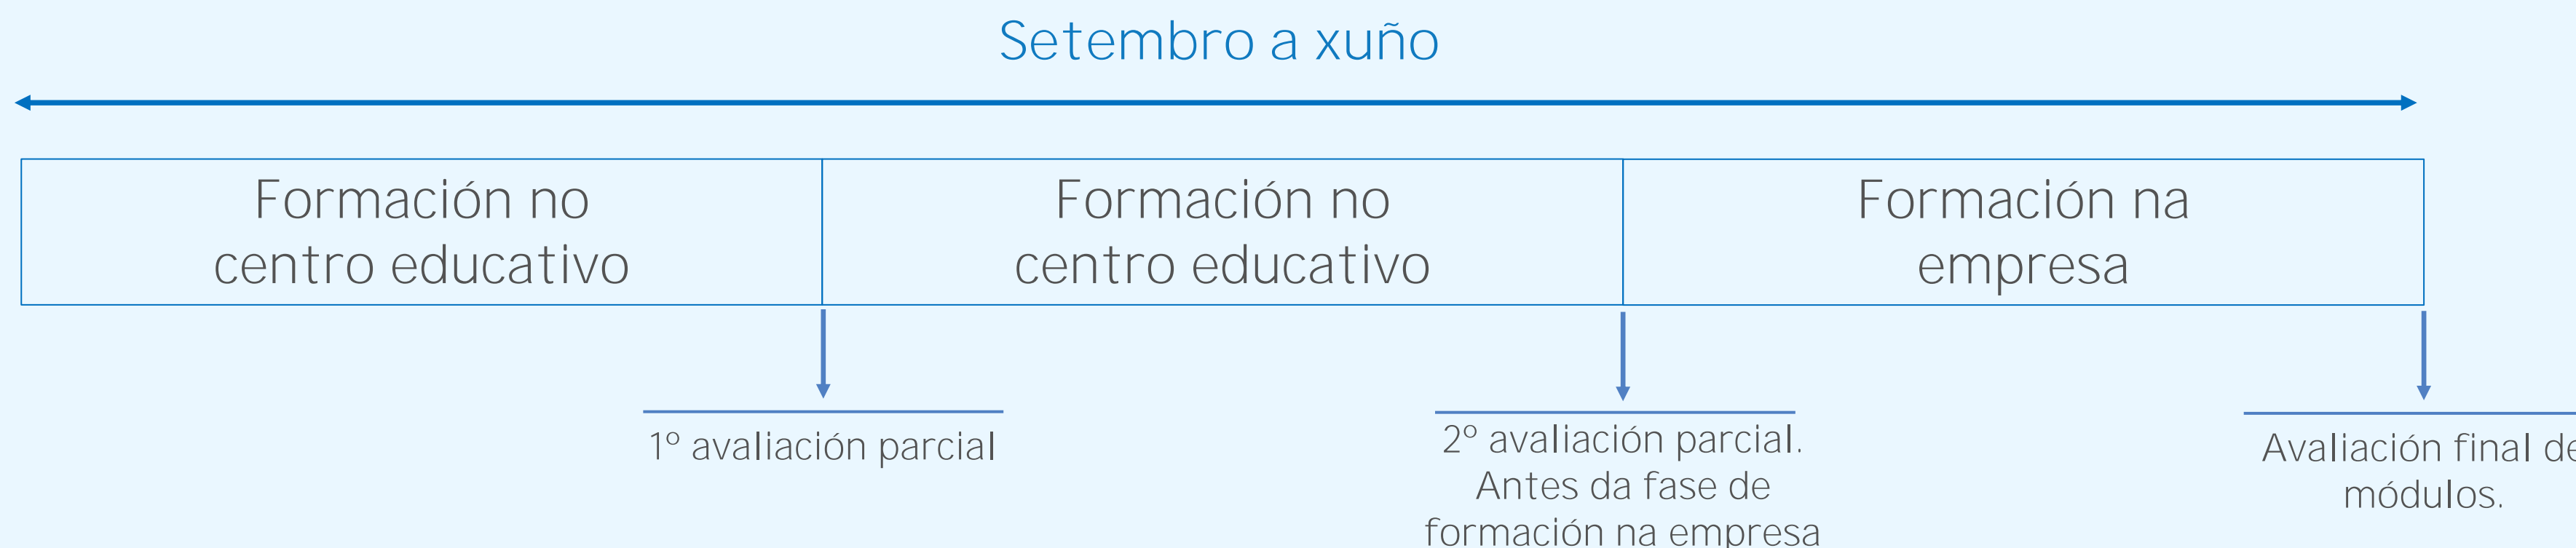 Setembro a xuño
Formación no
centro educativo
Formación no
centro educativo
Formación na
empresa
1º avaliación parcial
2º avaliación parcial.
Antes da fase de
formación na empresa
Avaliación final de
módulos.